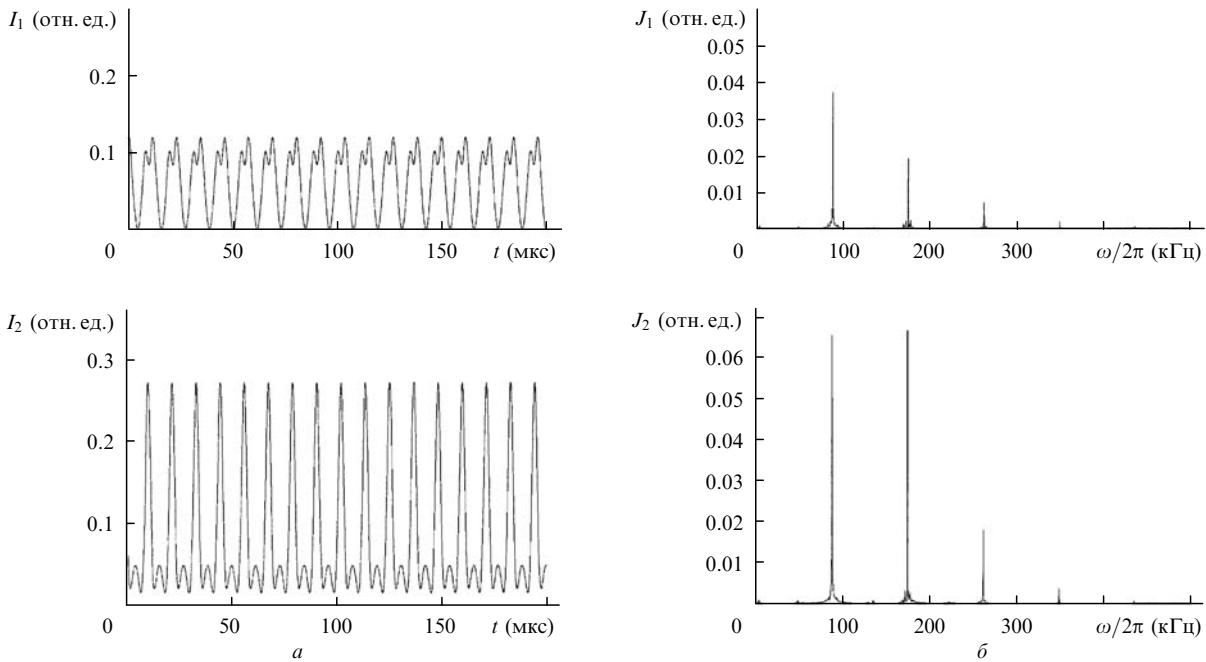 I₁ (отн. ед.)
0.2
0.1
0 50 100 150 t (мкс)
J₁ (отн. ед.)
0.05
0.04
0.03
0.02
0.01
0 100 200 300 ω/2π (кГц)
I₂ (отн. ед.)
0.3
0.2
0.1
0 50 100 150 t (мкс)
а
J₂ (отн. ед.)
0.06
0.05
0.04
0.03
0.02
0.01
0 100 200 300 ω/2π (кГц)
б